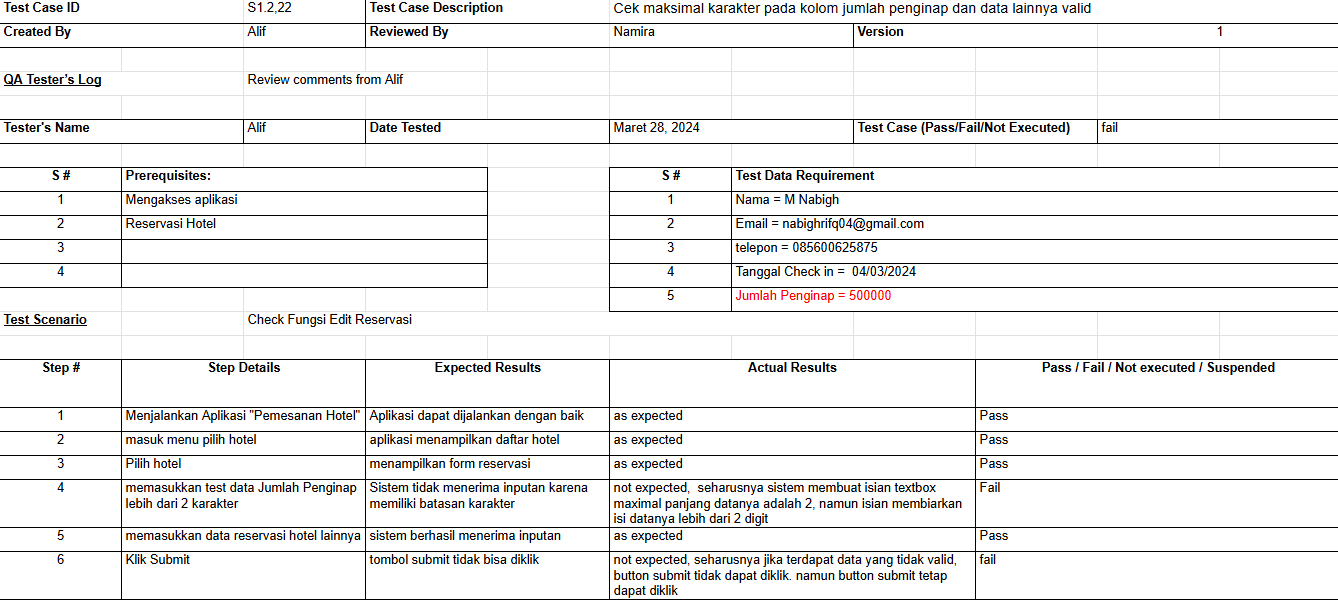 Test Case ID S1.2,22 Test Case Description Cek maksimal karakter pada kolom jumlah penginap dan data lainnya valid
Created By Alif Reviewed By Namira Version 1
QA Tester's Log Review comments from Alif
Tester's Name Alif Date Tested Maret 28, 2024 Test Case (Pass/Fail/Not Executed) fail
S # Prerequisites: S # Test Data Requirement
1 Mengakses aplikasi 1 Nama = M Nabigh
2 Reservasi Hotel 2 Email = nabighrifq04@gmail.com
3 3 telepon = 085600625875
4 4 Tanggal Check in = 04/03/2024
5 Jumlah Penginap = 500000
Test Scenario Check Fungsi Edit Reservasi
Step # Step Details Expected Results Actual Results Pass / Fail / Not executed / Suspended
1 Menjalankan Aplikasi "Pemesanan Hotel" Aplikasi dapat dijalankan dengan baik as expected Pass
2 masuk menu pilih hotel aplikasi menampilkan daftar hotel as expected Pass
3 Pilih hotel menampilkan form reservasi as expected Pass
4 memasukkan test data Jumlah Penginap Sistem tidak menerima inputan karena not expected, seharusnya sistem membuat isian textbox Fail
lebih dari 2 karakter memiliki batasan karakter maximal panjang datanya adalah 2, namun isian membiarkan
isi datanya lebih dari 2 digit
5 memasukkan data reservasi hotel lainnya sistem berhasil menerima inputan as expected Pass
6 Klik Submit tombol submit tidak bisa diklik not expected, seharusnya jika terdapat data yang tidak valid, fail
button submit tidak dapat diklik. namun button submit tetap
dapat diklik